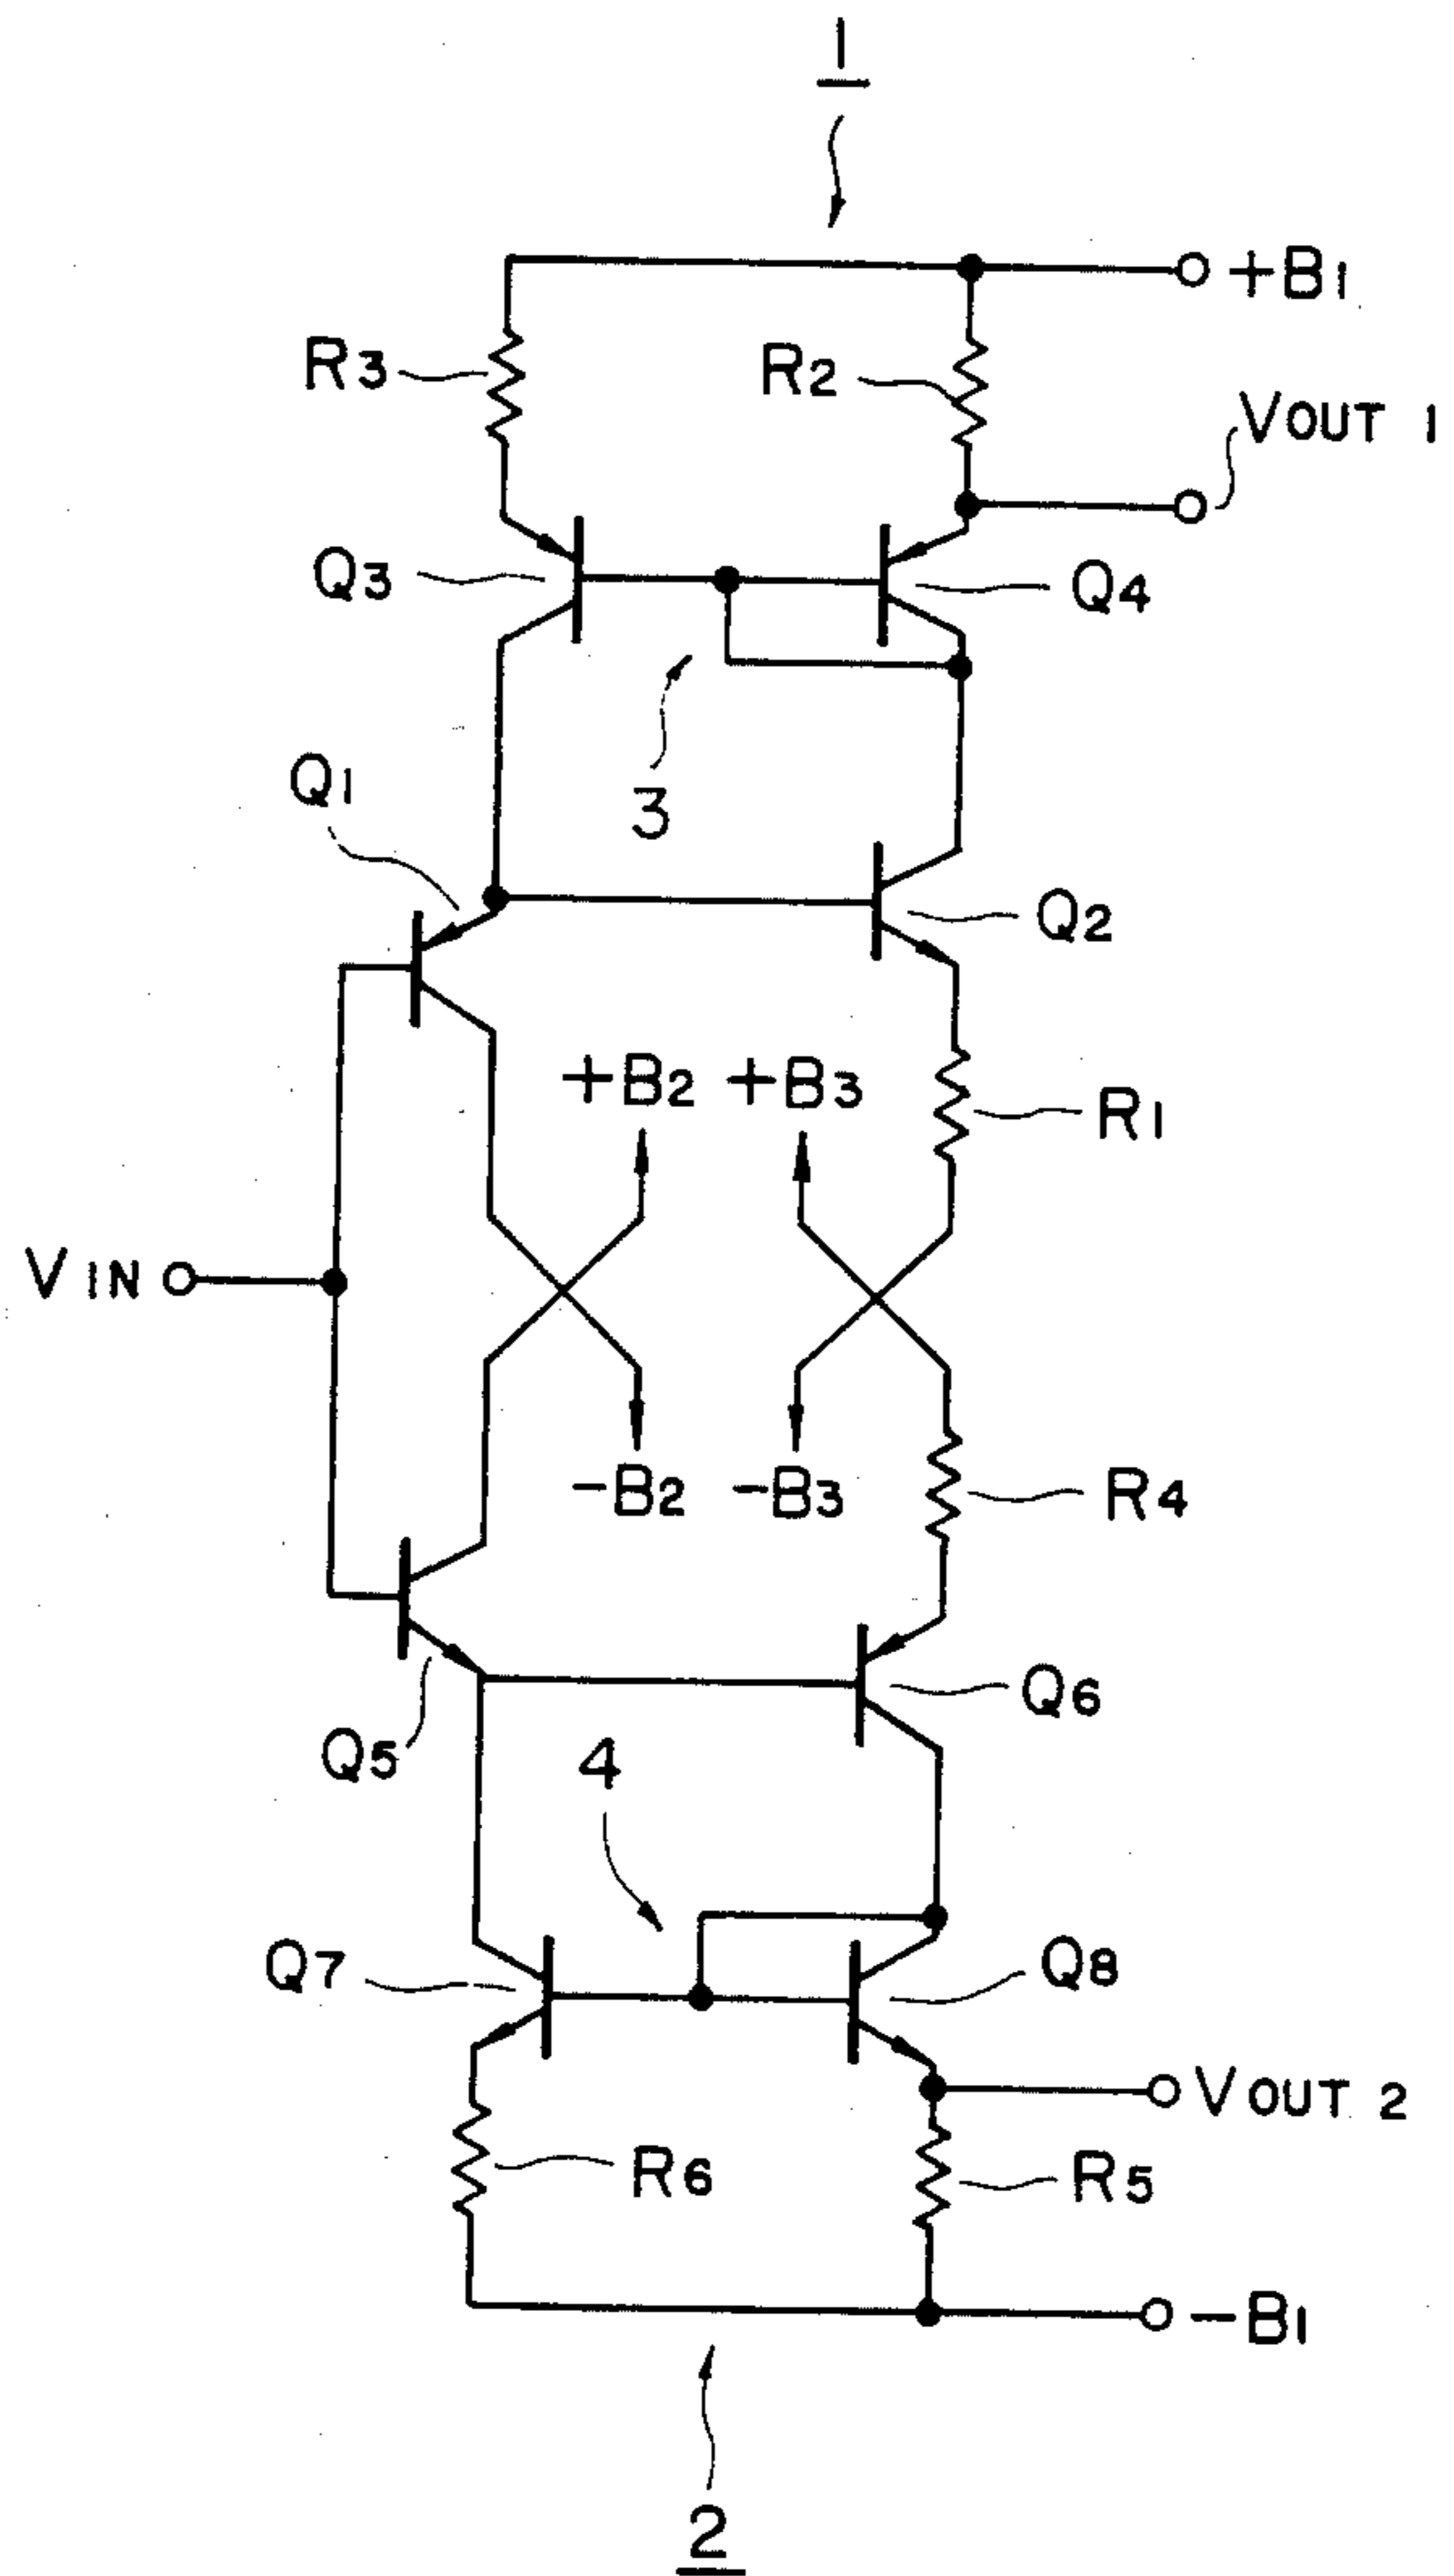 1
+B1
R3
R2
VOUT 1
Q3
Q4
3
Q1
Q2
+B2
+B3
R1
VIN
-B2
-B3
R4
Q6
Q5
4
Q7
Q8
VOUT 2
R6
R5
-B1
2